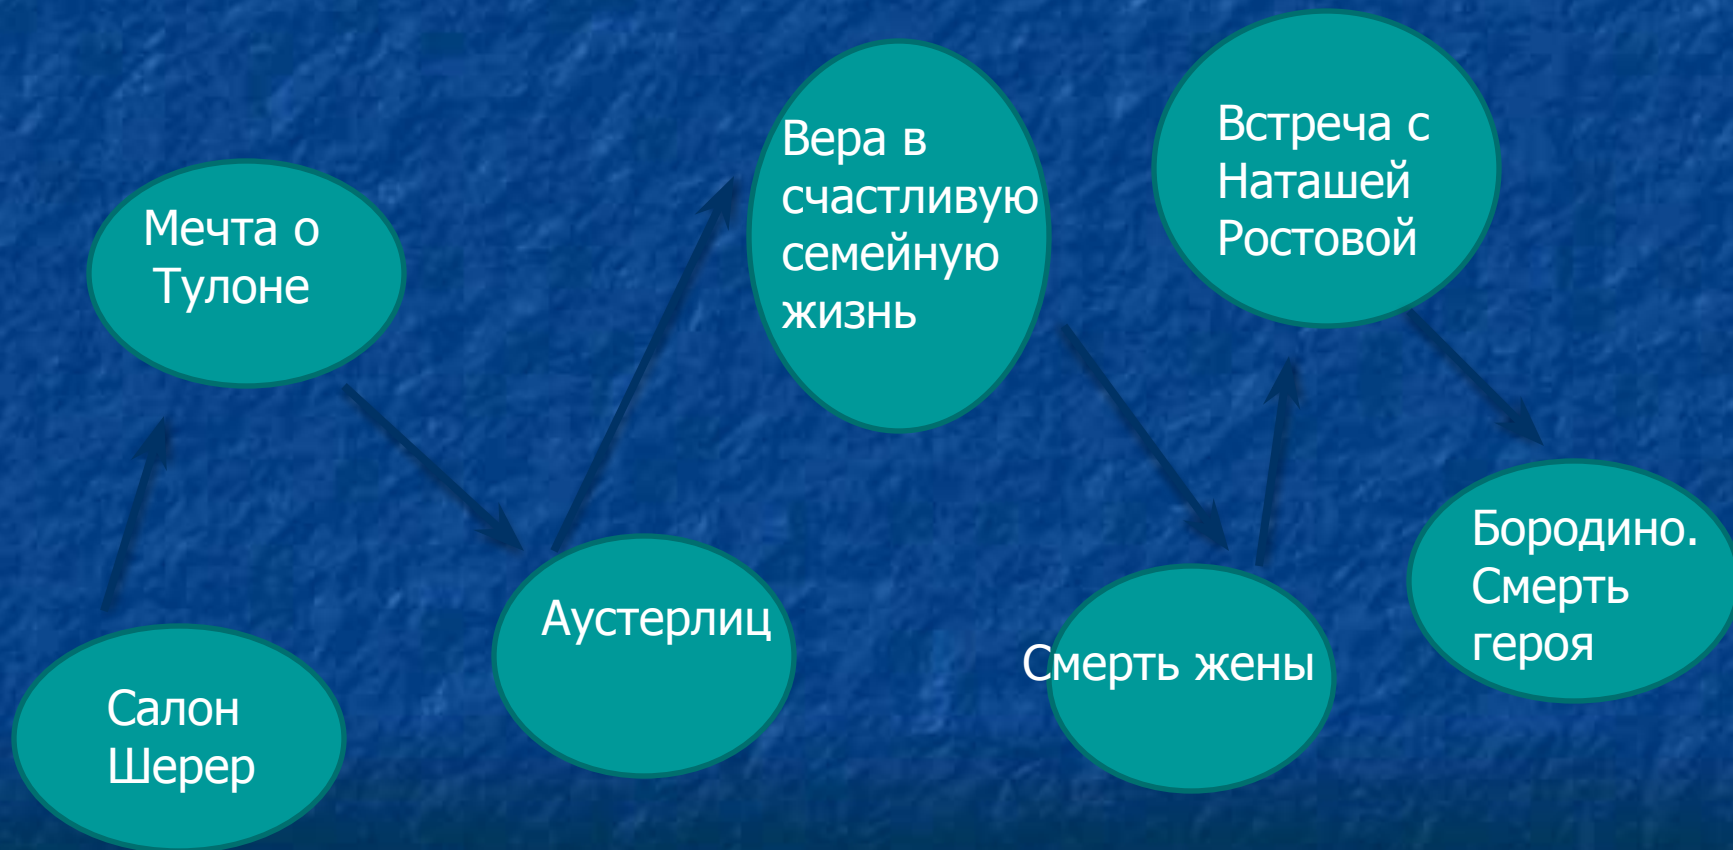 Салон
Шерер
Мечта о
Тулоне
Аустерлиц
Вера в
счастливую
семейную
жизнь
Смерть жены
Встреча с
Наташей
Ростовой
Бородино.
Смерть
героя